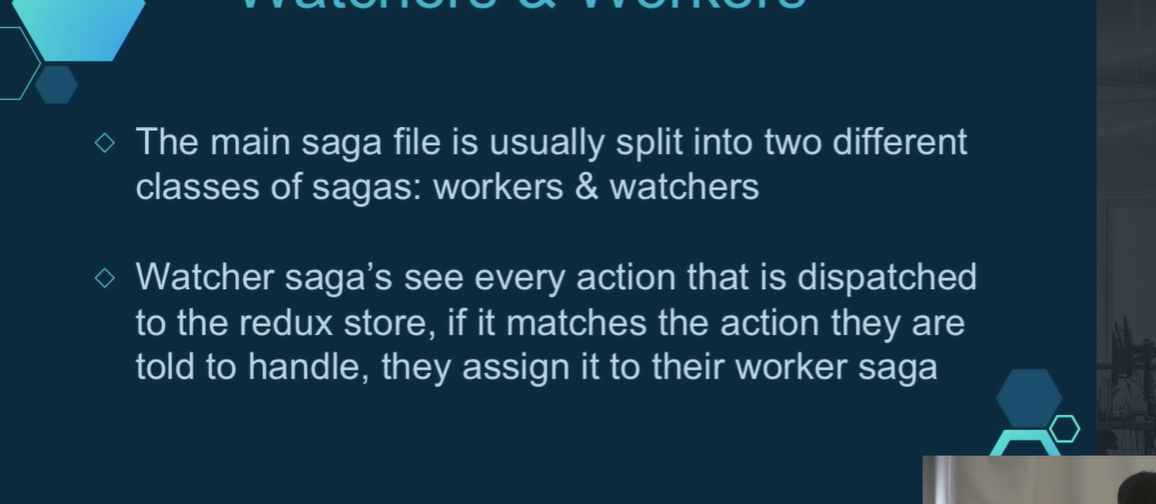 Watchers & Workers
The main saga file is usually split into two different
classes of sagas: workers & watchers
Watcher saga’s see every action that is dispatched
to the redux store, if it matches the action they are
told to handle, they assign it to their worker saga